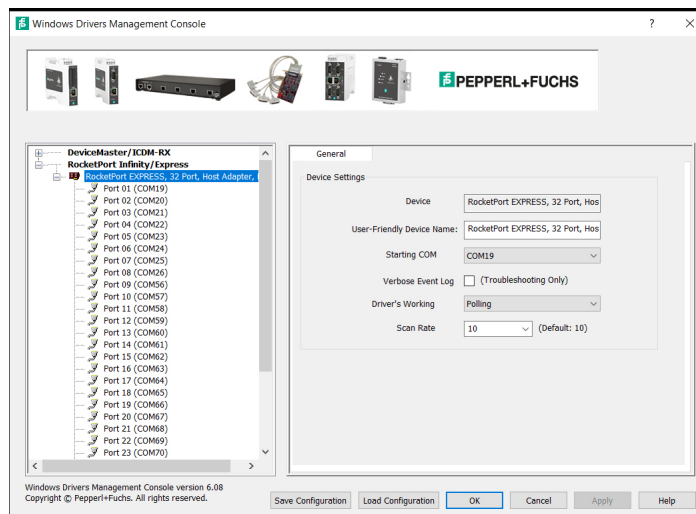 Windows Drivers Management Console
?
PEPPERL+FUCHS
DeviceMaster/ICDM-RX
RocketPort Infinity/Express
RocketPort EXPRESS, 32 Port, Host Adapter,
Port 01 (COM19)
Port 02 (COM20)
Port 03 (COM21)
Port 04 (COM22)
Port 05 (COM23)
Port 06 (COM24)
Port 07 (COM25)
Port 08 (COM26)
Port 09 (COM56)
Port 10 (COM57)
Port 11 (COM58)
Port 12 (COM59)
Port 13 (COM60)
Port 14 (COM61)
Port 15 (COM62)
Port 16 (COM63)
Port 17 (COM64)
Port 18 (COM65)
Port 19 (COM66)
Port 20 (COM67)
Port 21 (COM68)
Port 22 (COM69)
Port 23 (COM70)
General
Device Settings
Device RocketPort EXPRESS, 32 Port, Hos
User-Friendly Device Name: RocketPort EXPRESS, 32 Port, Hos
Starting COM COM19
Verbose Event Log (Troubleshooting Only)
Driver's Working Polling
Scan Rate 10 (Default: 10)
Windows Drivers Management Console version 6.08
Copyright © Pepperl+Fuchs. All rights reserved.
Save Configuration Load Configuration OK Cancel Apply Help